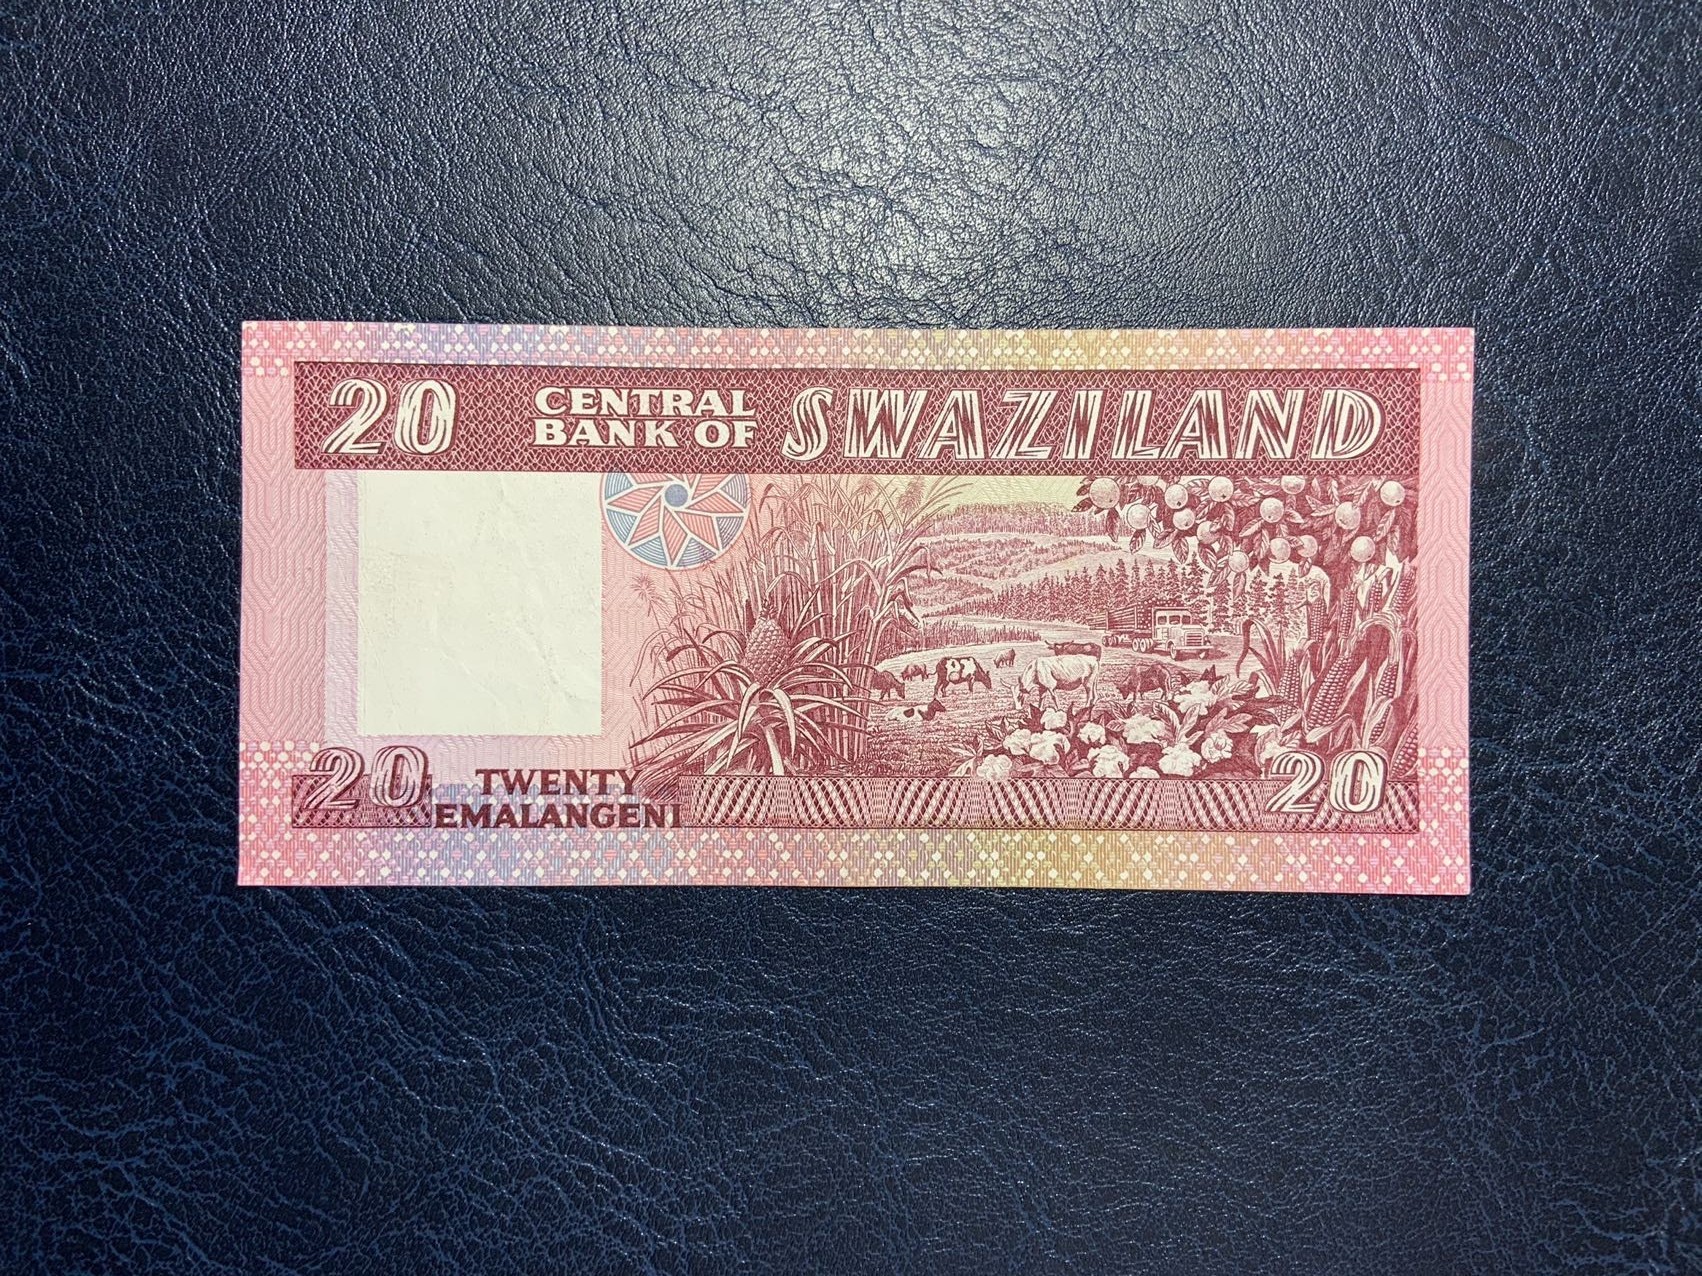 20 CENTRAL BANK OF SWAZILAND
20 TWENTY EMALANGENI 20